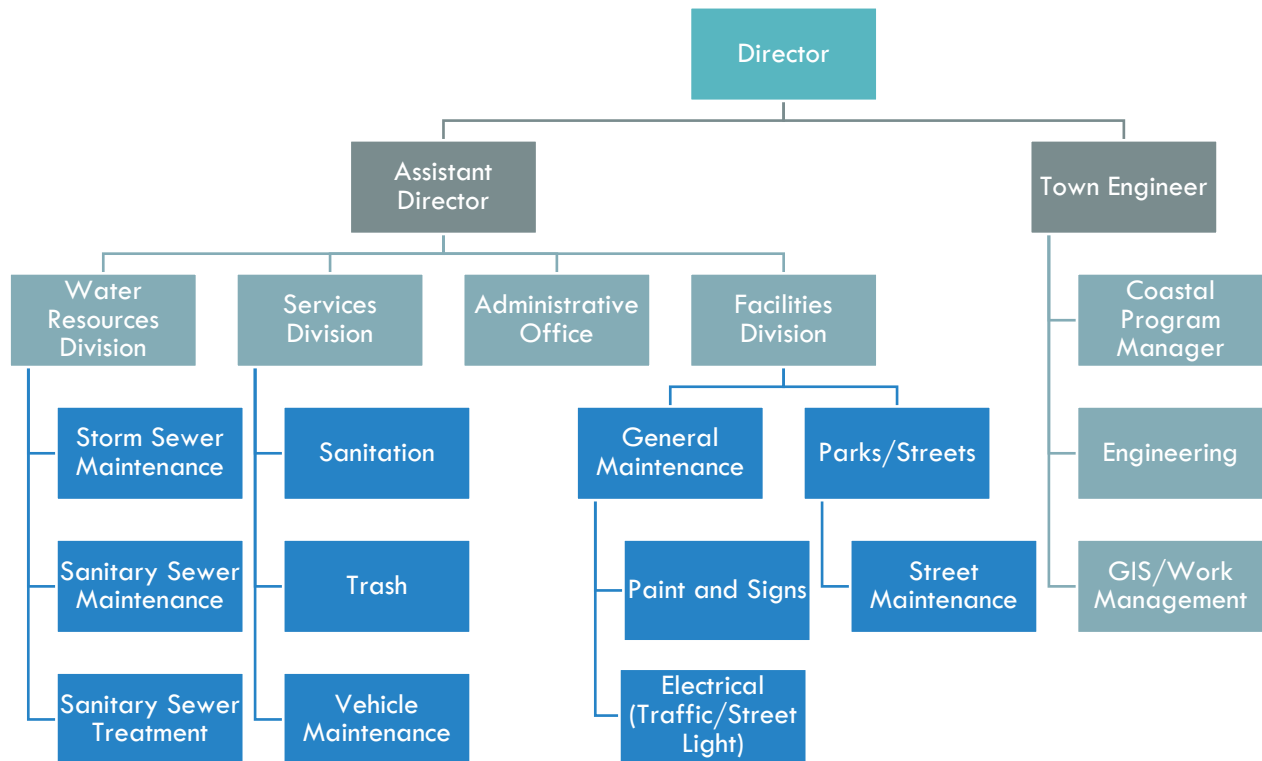 Director
Assistant
Director
Town Engineer
Water
Resources
Division
Services
Division
Administrative
Office
Facilities
Division
Coastal
Program
Manager
Storm Sewer
Maintenance
Sanitation
General
Maintenance
Parks/Streets
Engineering
Sanitary Sewer
Maintenance
Trash
Paint and Signs
Street
Maintenance
GIS/Work
Management
Sanitary Sewer
Treatment
Vehicle
Maintenance
Electrical
(Traffic/Street
Light)